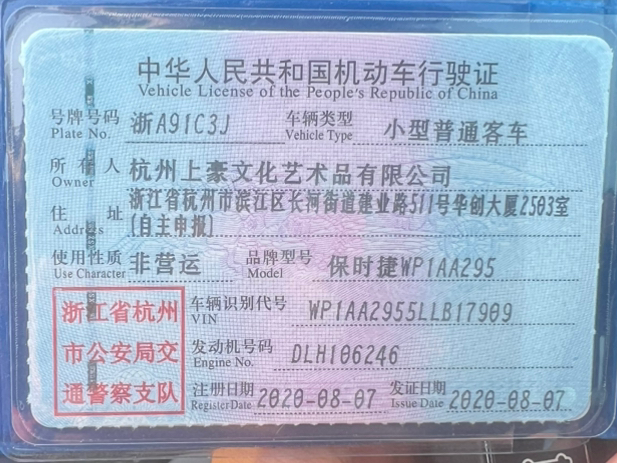 中华人民共和国机动车行驶证
Vehicle License of the People's Republic of China
号牌号码 浙A91C3J 车辆类型 小型普通客车
Plate No. Vehicle Type
所有人 杭州上豪文化艺术品有限公司
Owner
住址 浙江省杭州市滨江区长河街道建业路511号华创大厦2503室
Address (自主申报)
使用性质 非营运 品牌型号 保时捷WP1AA295
Use Character Model
浙江省杭州 车辆识别代号 WP1AA2955LLB17909
VIN
市公安局交 发动机号码 DLH106246
Engine No.
通警察支队 注册日期 2020-08-07 发证日期 2020-08-07
Register Date Issue Date